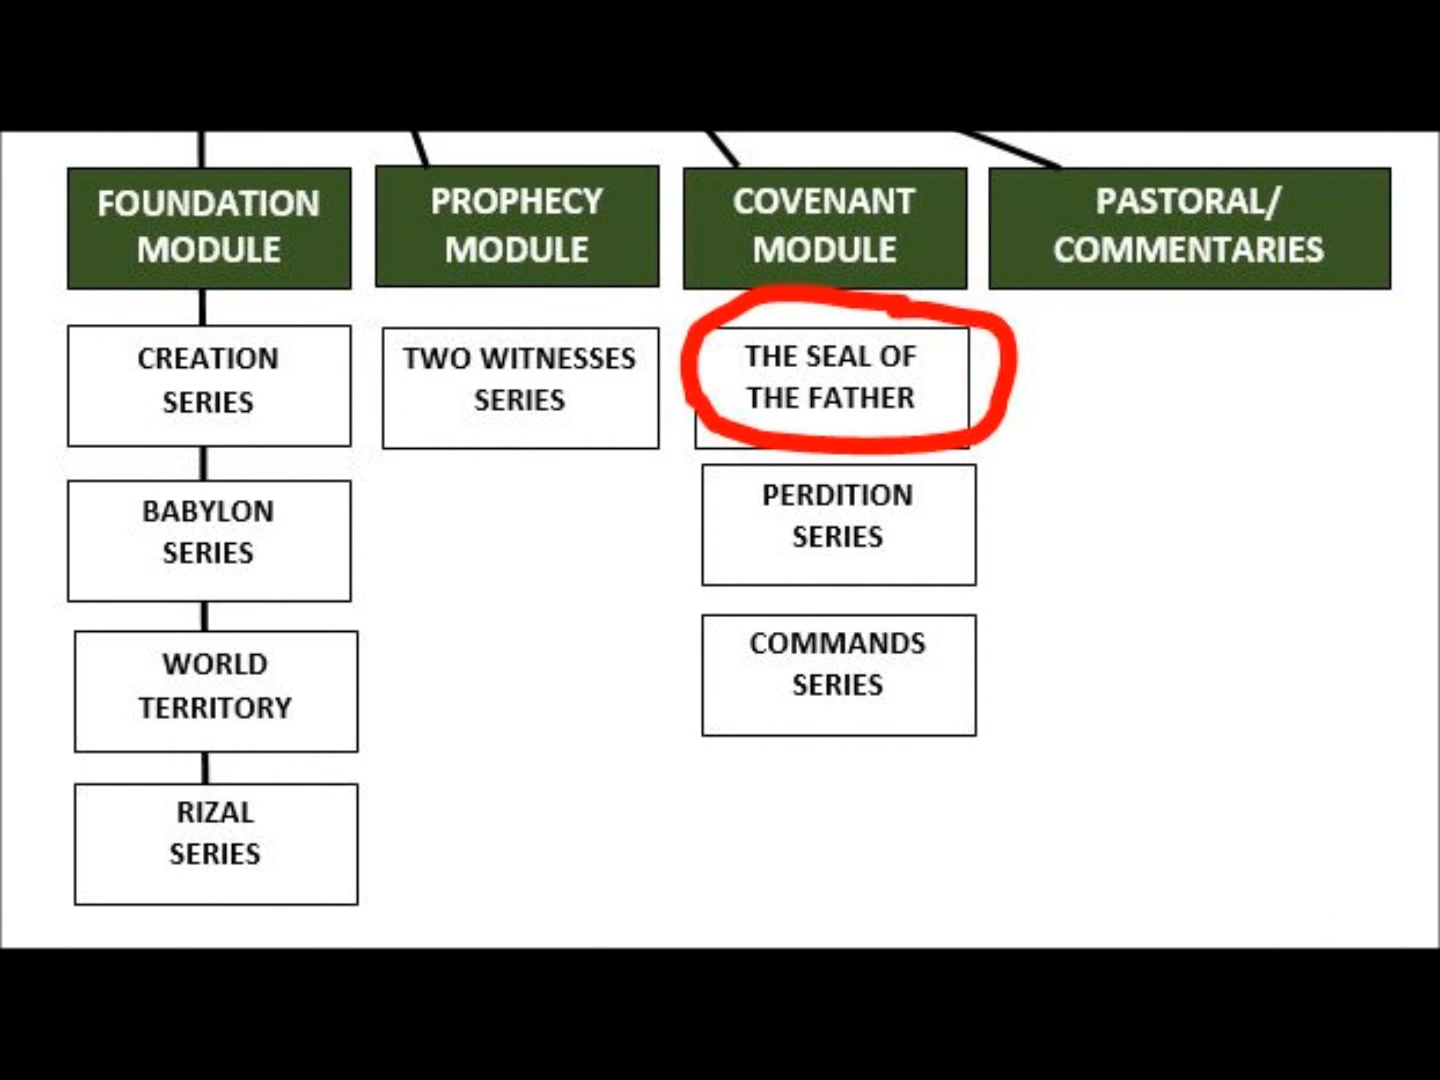 FOUNDATION
MODULE
PROPHECY
MODULE
COVENANT
MODULE
PASTORAL/
COMMENTARIES
CREATION
SERIES
TWO WITNESSES
SERIES
THE SEAL OF
THE FATHER
BABYLON
SERIES
PERDITION
SERIES
WORLD
TERRITORY
COMMANDS
SERIES
RIZAL
SERIES